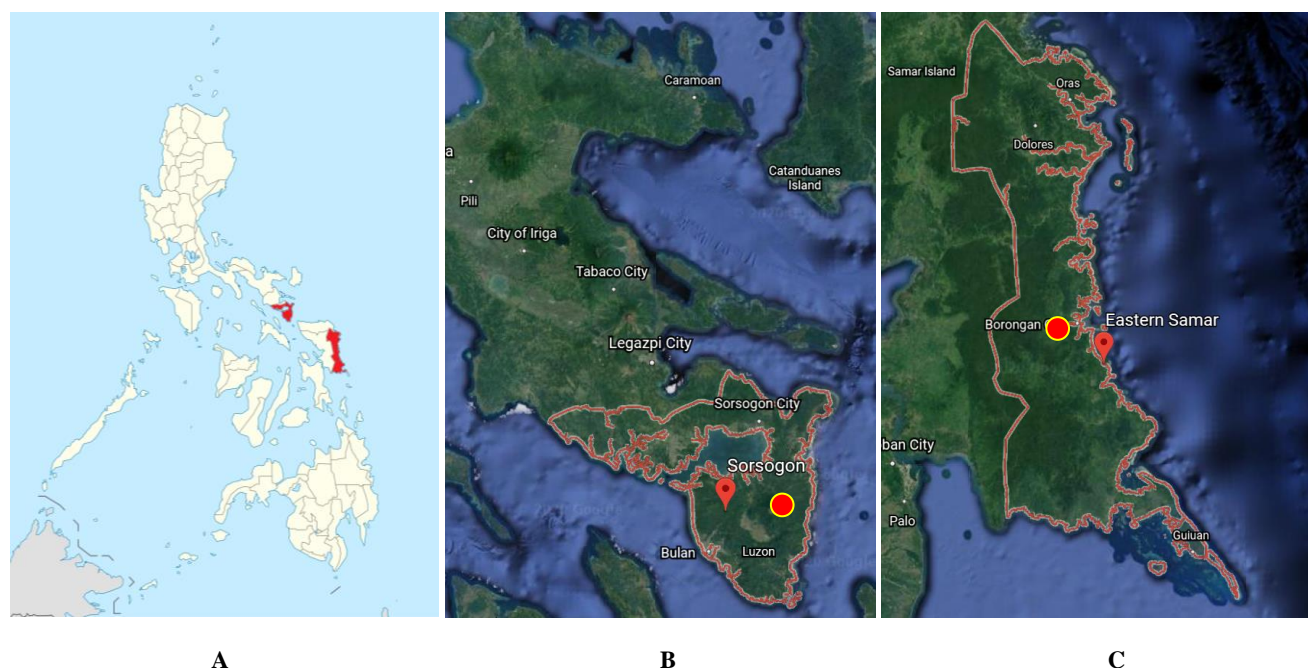 Caramoan
Catanduanes
Island
a
Pili
City of Iriga
Tabaco City
Legazpi City
Sorsogon City
Sorsogon
Bulan
Luzon
Samar Island
Oras
Dolores
Borongan
Eastern Samar
ban City
Palo
Guiuan
A
B
C